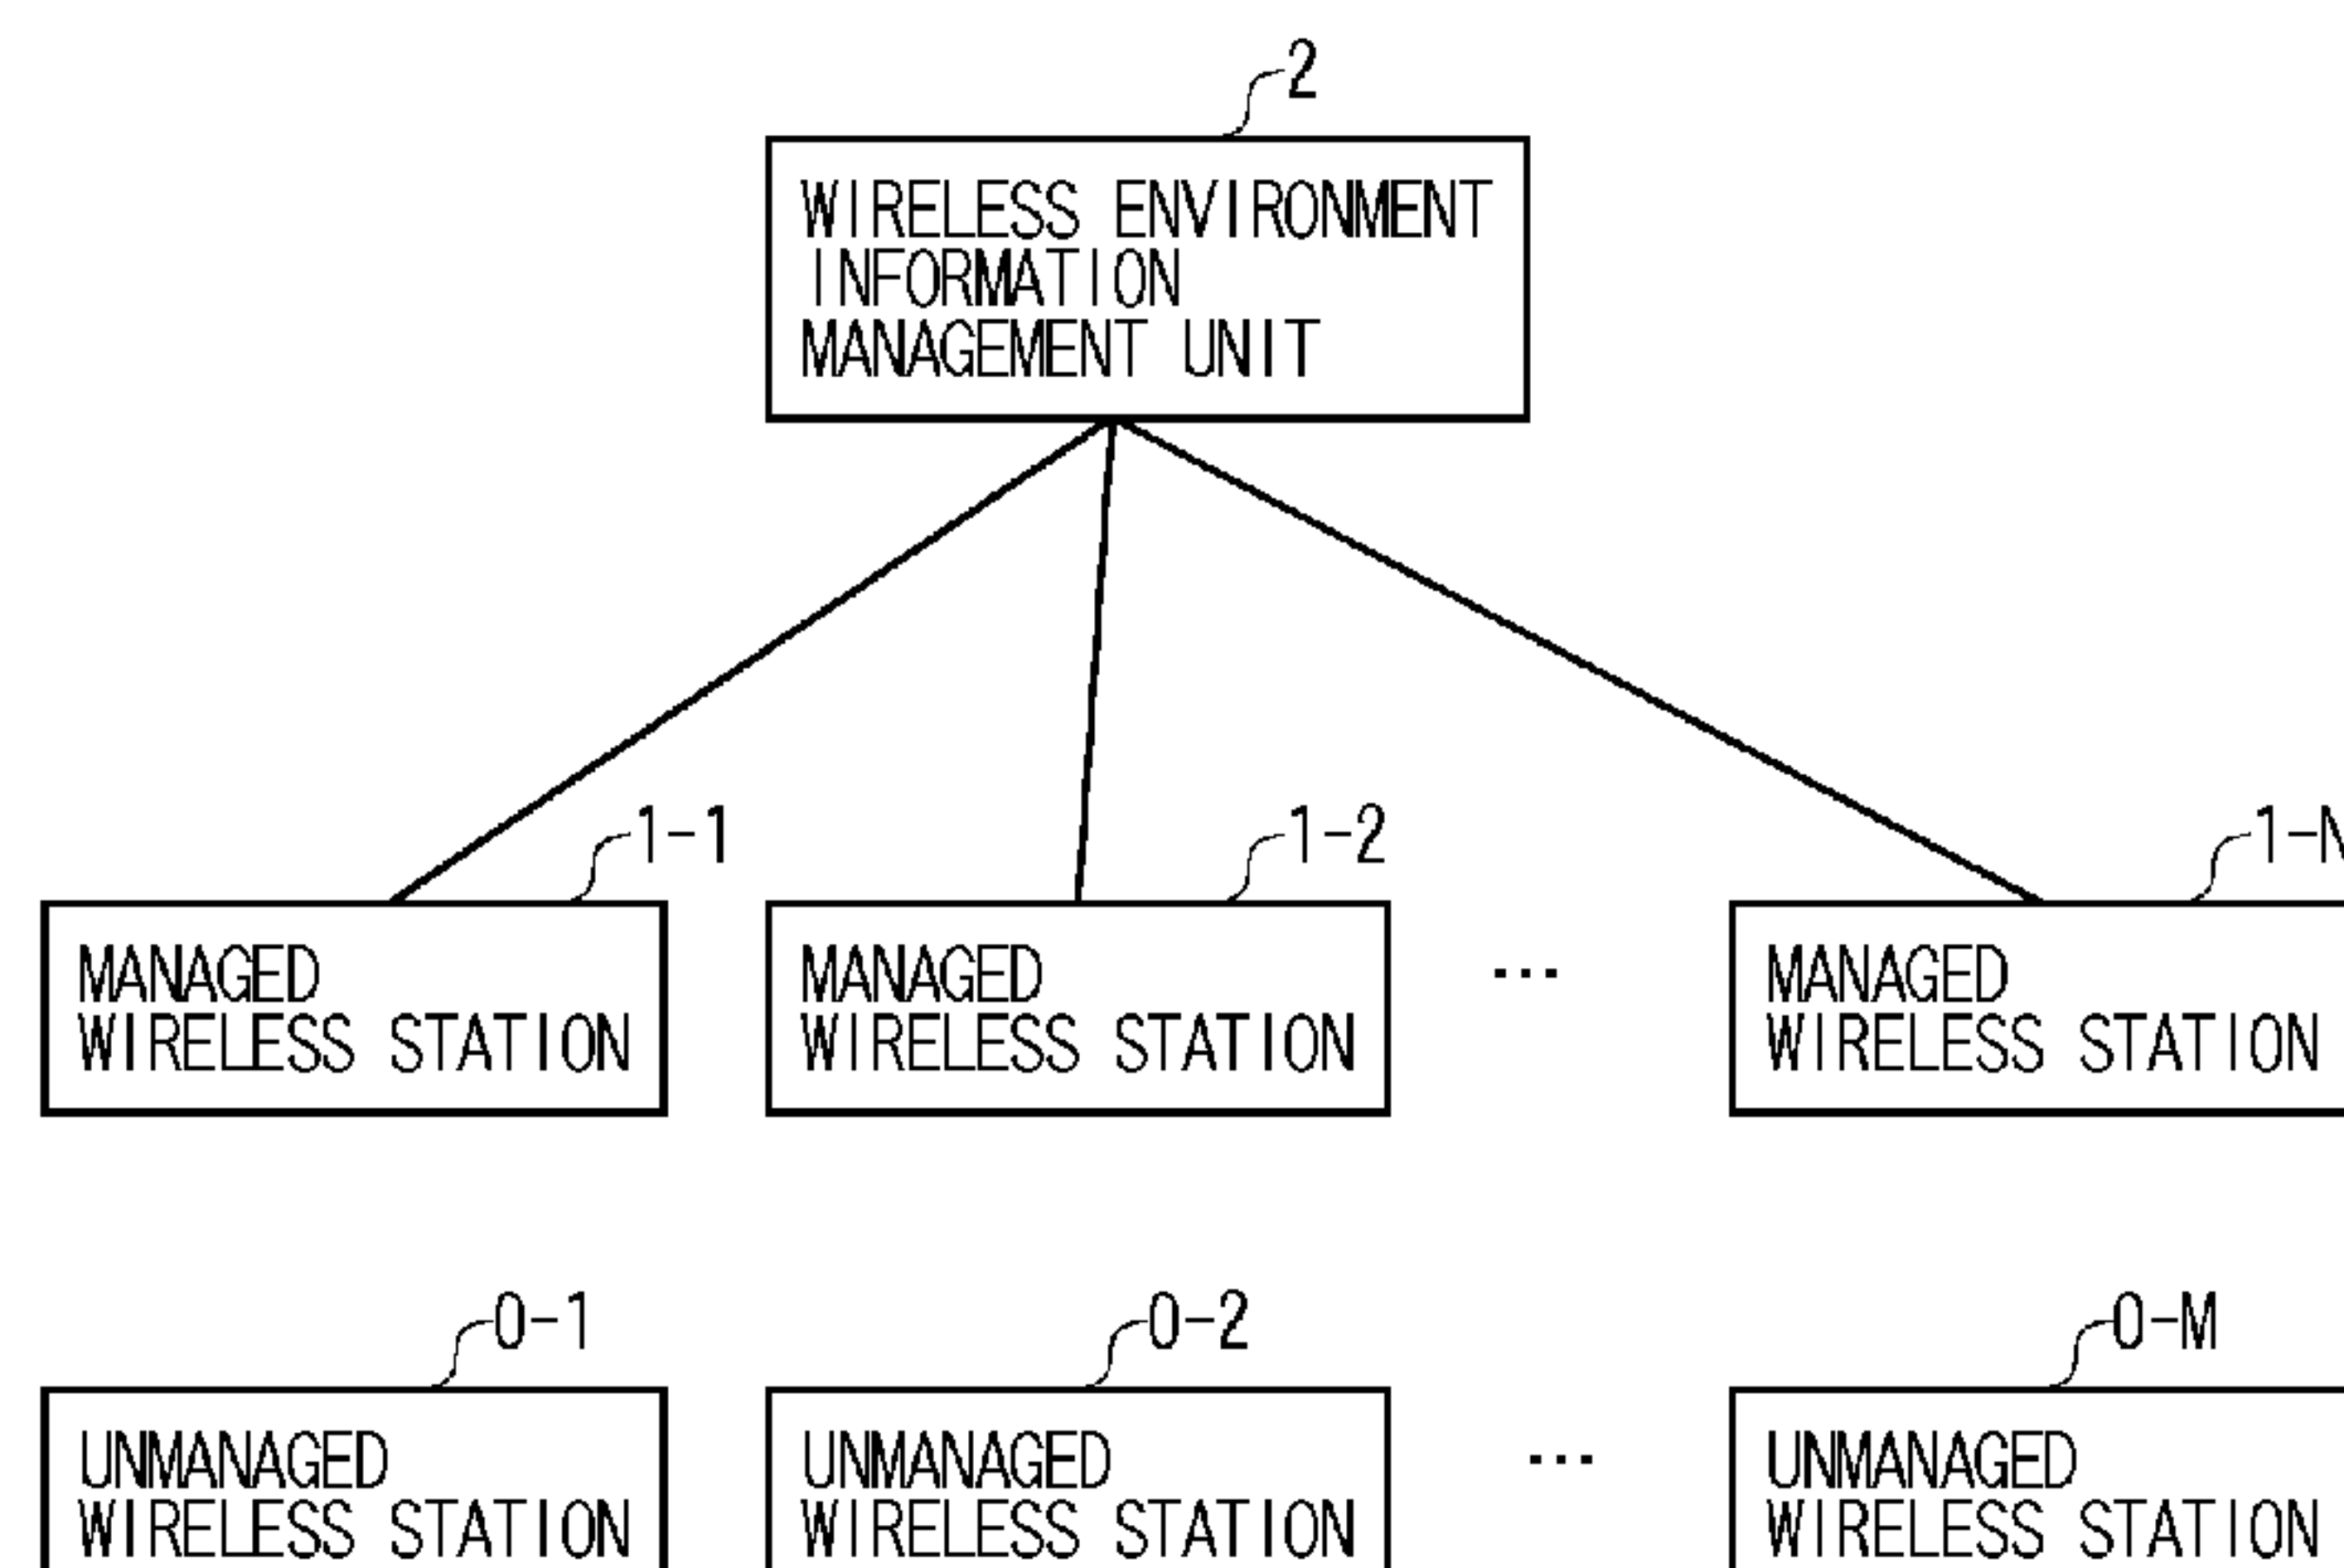 2
WIRELESS ENVIRONMENT
INFORMATION
MANAGEMENT UNIT
1-1
1-2
1-N
MANAGED
WIRELESS STATION
MANAGED
WIRELESS STATION
...
MANAGED
WIRELESS STATION
0-1
0-2
0-M
UNMANAGED
WIRELESS STATION
UNMANAGED
WIRELESS STATION
...
UNMANAGED
WIRELESS STATION